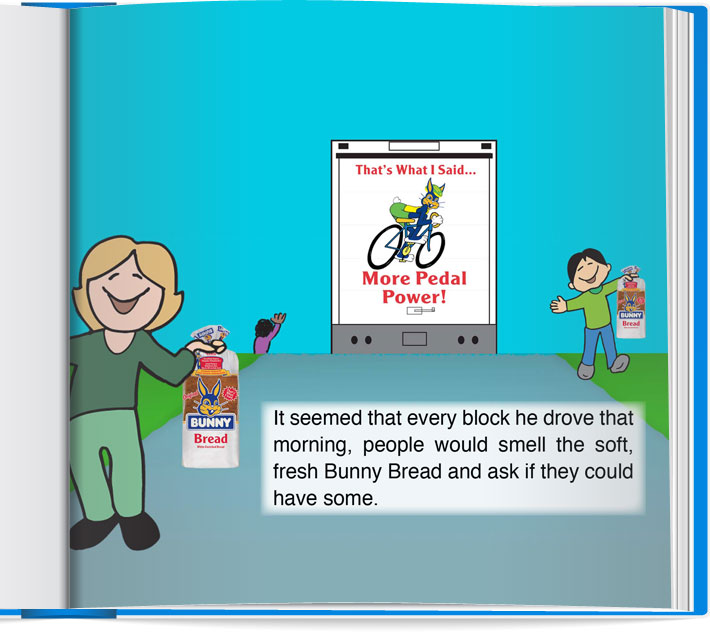 That's What I Said...
More Pedal
Power!
BUNNY
Bread
BUNNY
Bread
It seemed that every block he drove that
morning, people would smell the soft,
fresh Bunny Bread and ask if they could
have some.